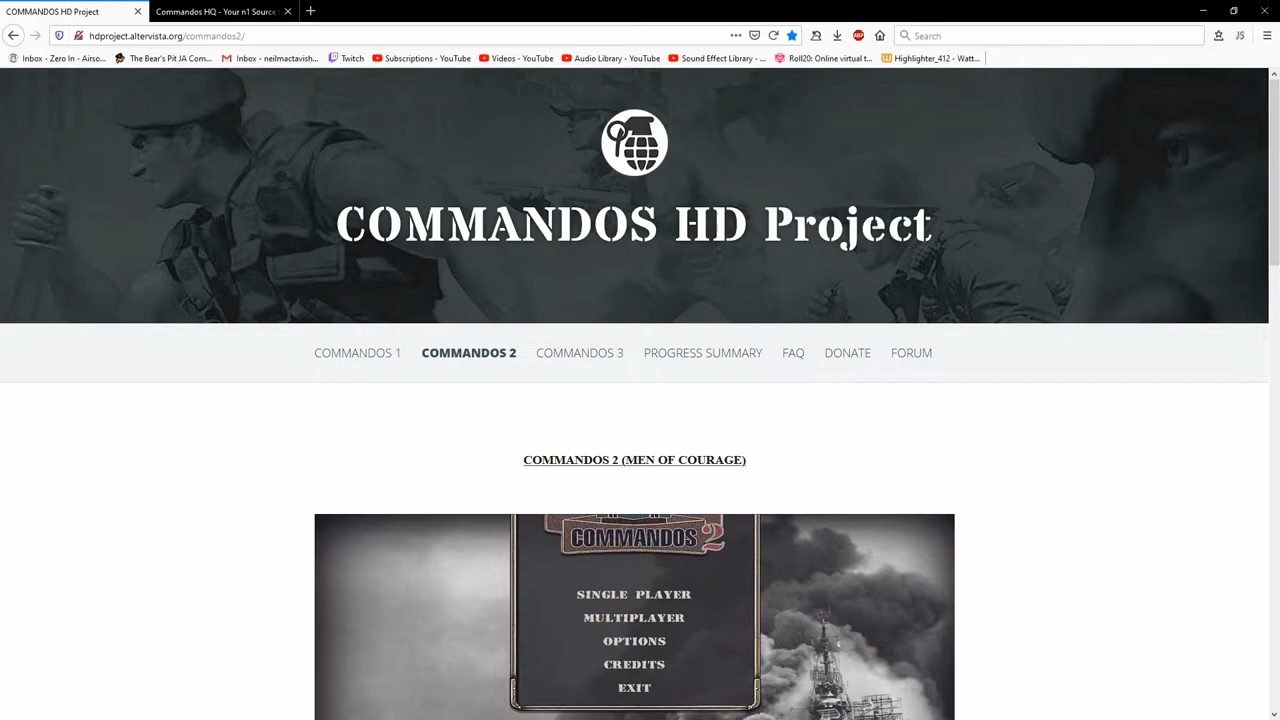 COMMANDOS HD Project
Commandos HQ - Your n1 Source
hdproject.altervista.org/commandos2/
Search
JS
Inbox - Zero In - Airso...
The Bear's Pit JA Com...
Inbox - neilmactavish...
Twitch
Subscriptions - YouTube
Videos - YouTube
Audio Library - YouTube
Sound Effect Library - ...
Roll20: Online virtual t...
Highlighter_412 - Watt...
COMMANDOS HD Project
COMMANDOS 1
COMMANDOS 2
COMMANDOS 3
PROGRESS SUMMARY
FAQ
DONATE
FORUM
COMMANDOS 2 (MEN OF COURAGE)
COMMANDOS 2
SINGLE PLAYER
MULTIPLAYER
OPTIONS
CREDITS
EXIT